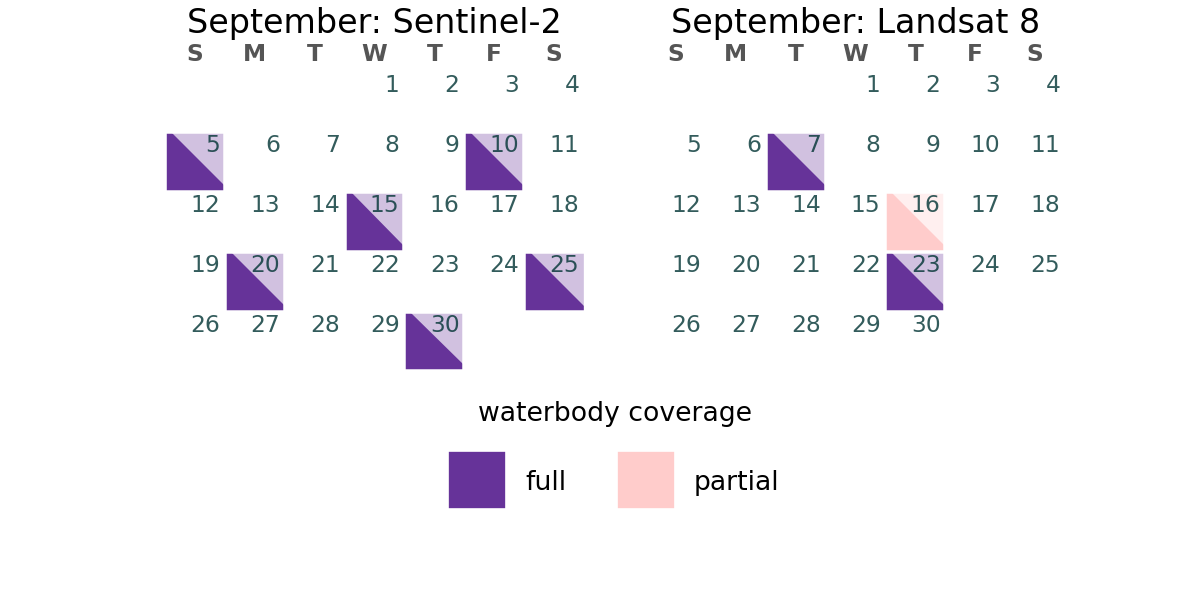 September: Sentinel-2
S M T W T F S
1 2 3 4
5 6 7 8 9 10 11
12 13 14 15 16 17 18
19 20 21 22 23 24 25
26 27 28 29 30
September: Landsat 8
S M T W T F S
1 2 3 4
5 6 7 8 9 10 11
12 13 14 15 16 17 18
19 20 21 22 23 24 25
26 27 28 29 30
waterbody coverage
full
partial